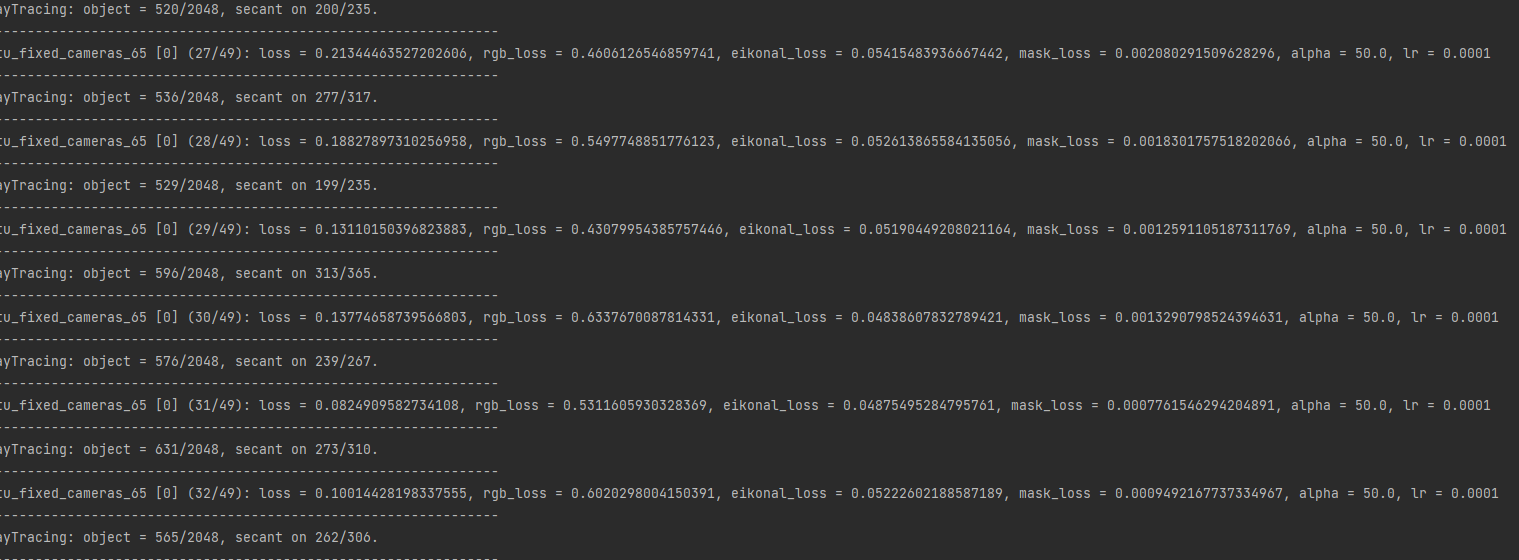 ayTracing: object = 520/2048, secant on 200/235.
---------------------------------------------------------------
tu_fixed_cameras_65 [0] (27/49): loss = 0.21344463527202606, rgb_loss = 0.4606126546859741, eikonal_loss = 0.05415483936667442, mask_loss = 0.002080291509628296, alpha = 50.0, lr = 0.0001
---------------------------------------------------------------
ayTracing: object = 536/2048, secant on 277/317.
---------------------------------------------------------------
tu_fixed_cameras_65 [0] (28/49): loss = 0.18827897310256958, rgb_loss = 0.5497748851776123, eikonal_loss = 0.052613865584135056, mask_loss = 0.0018301757518202066, alpha = 50.0, lr = 0.0001
---------------------------------------------------------------
ayTracing: object = 529/2048, secant on 199/235.
---------------------------------------------------------------
tu_fixed_cameras_65 [0] (29/49): loss = 0.13110150396823883, rgb_loss = 0.43079954385757446, eikonal_loss = 0.05190449208021164, mask_loss = 0.0012591105187311769, alpha = 50.0, lr = 0.0001
---------------------------------------------------------------
ayTracing: object = 596/2048, secant on 313/365.
---------------------------------------------------------------
tu_fixed_cameras_65 [0] (30/49): loss = 0.13774658739566803, rgb_loss = 0.6337670087814331, eikonal_loss = 0.04838607832789421, mask_loss = 0.0013290798524394631, alpha = 50.0, lr = 0.0001
---------------------------------------------------------------
ayTracing: object = 576/2048, secant on 239/267.
---------------------------------------------------------------
tu_fixed_cameras_65 [0] (31/49): loss = 0.0824909582734108, rgb_loss = 0.5311605930328369, eikonal_loss = 0.04875495284795761, mask_loss = 0.0007761546294204891, alpha = 50.0, lr = 0.0001
---------------------------------------------------------------
ayTracing: object = 631/2048, secant on 273/310.
---------------------------------------------------------------
tu_fixed_cameras_65 [0] (32/49): loss = 0.10014428198337555, rgb_loss = 0.6020298004150391, eikonal_loss = 0.05222602188587189, mask_loss = 0.0009492167737334967, alpha = 50.0, lr = 0.0001
---------------------------------------------------------------
ayTracing: object = 565/2048, secant on 262/306.
---------------------------------------------------------------